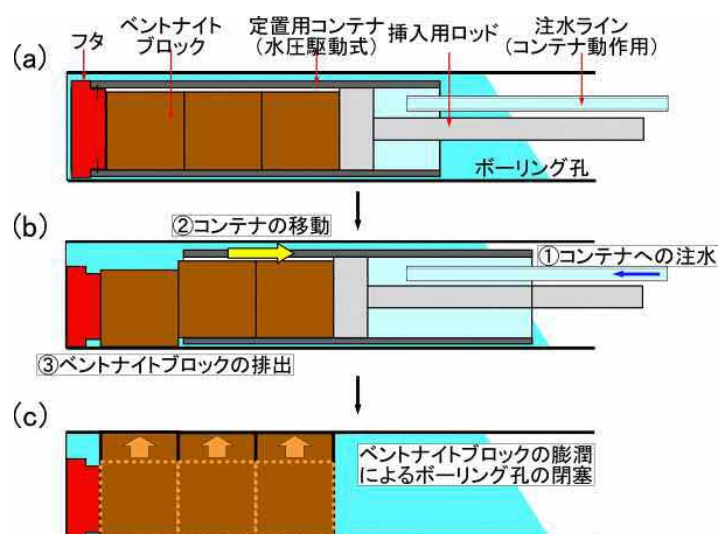 (a)
フタ
ベントナイト
ブロック
定置用コンテナ
(水圧駆動式)
挿入用ロッド
注水ライン
(コンテナ動作用)
ボーリング孔
(b)
②コンテナの移動
①コンテナへの注水
③ベントナイトブロックの排出
(c)
ベントナイトブロックの膨潤
によるボーリング孔の閉塞